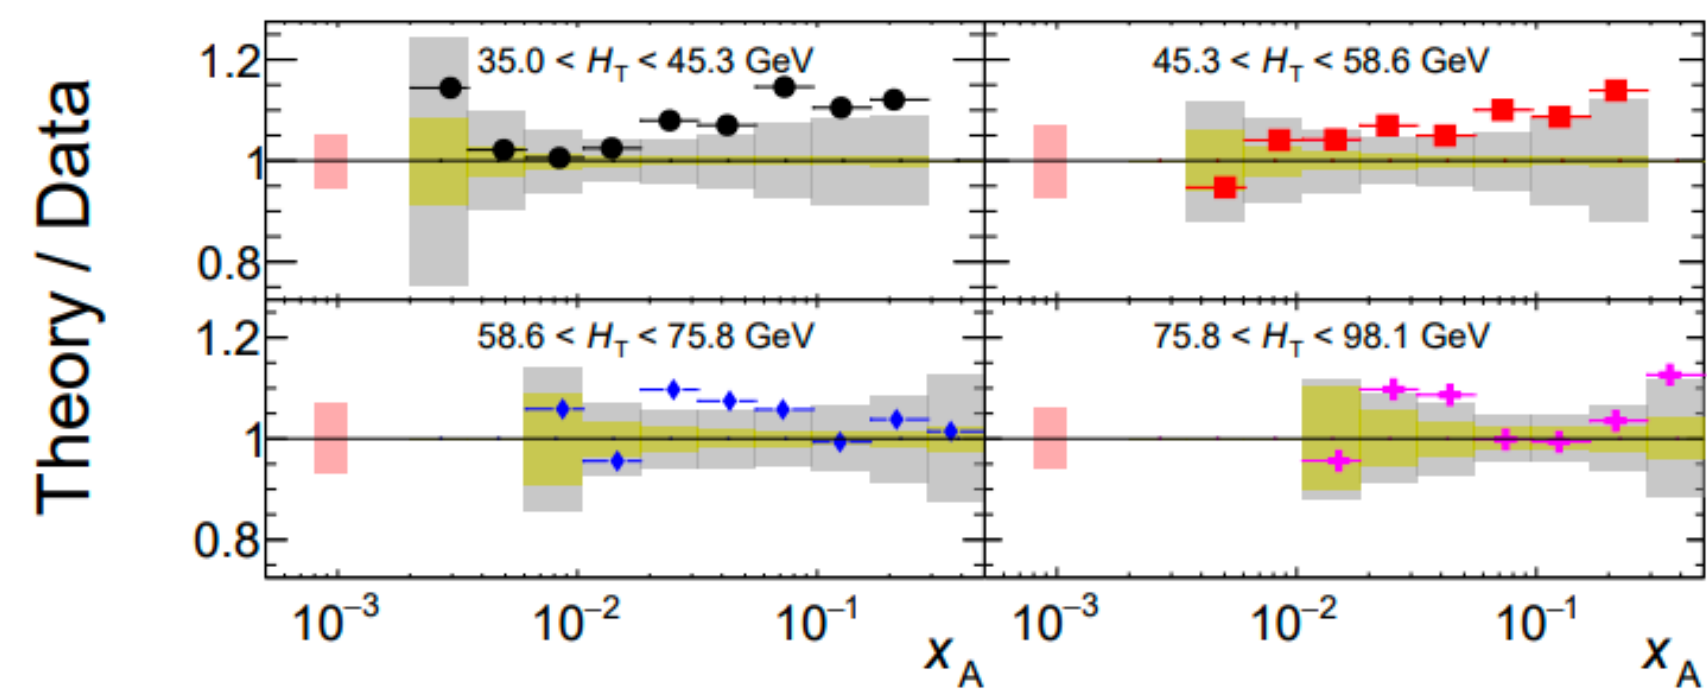 Theory / Data
1.2
1
0.8
35.0 < H_T < 45.3 GeV
45.3 < H_T < 58.6 GeV
1.2
1
0.8
58.6 < H_T < 75.8 GeV
75.8 < H_T < 98.1 GeV
10⁻³ 10⁻² 10⁻¹ 10⁻³ 10⁻² 10⁻¹
x_A x_A